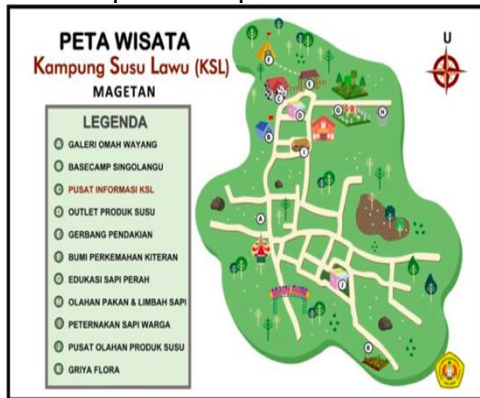 PETA WISATA
Kampung Susu Lawu (KSL)
MAGETAN
U
LEGENDA
GALERI OMAH WAYANG
BASECAMP SINGOLANGU
PUSAT INFORMASI KSL
OUTLET PRODUK SUSU
GERBANG PENDAKIAN
BUMI PERKEMAHAN KITERAN
EDUKASI SAPI PERAH
OLAHAN PAKAN & LIMBAH SAPI
PETERNAKAN SAPI WARGA
PUSAT OLAHAN PRODUK SUSU
GRIYA FLORA
F
E
C
D
G
H
B
I
A
J
K